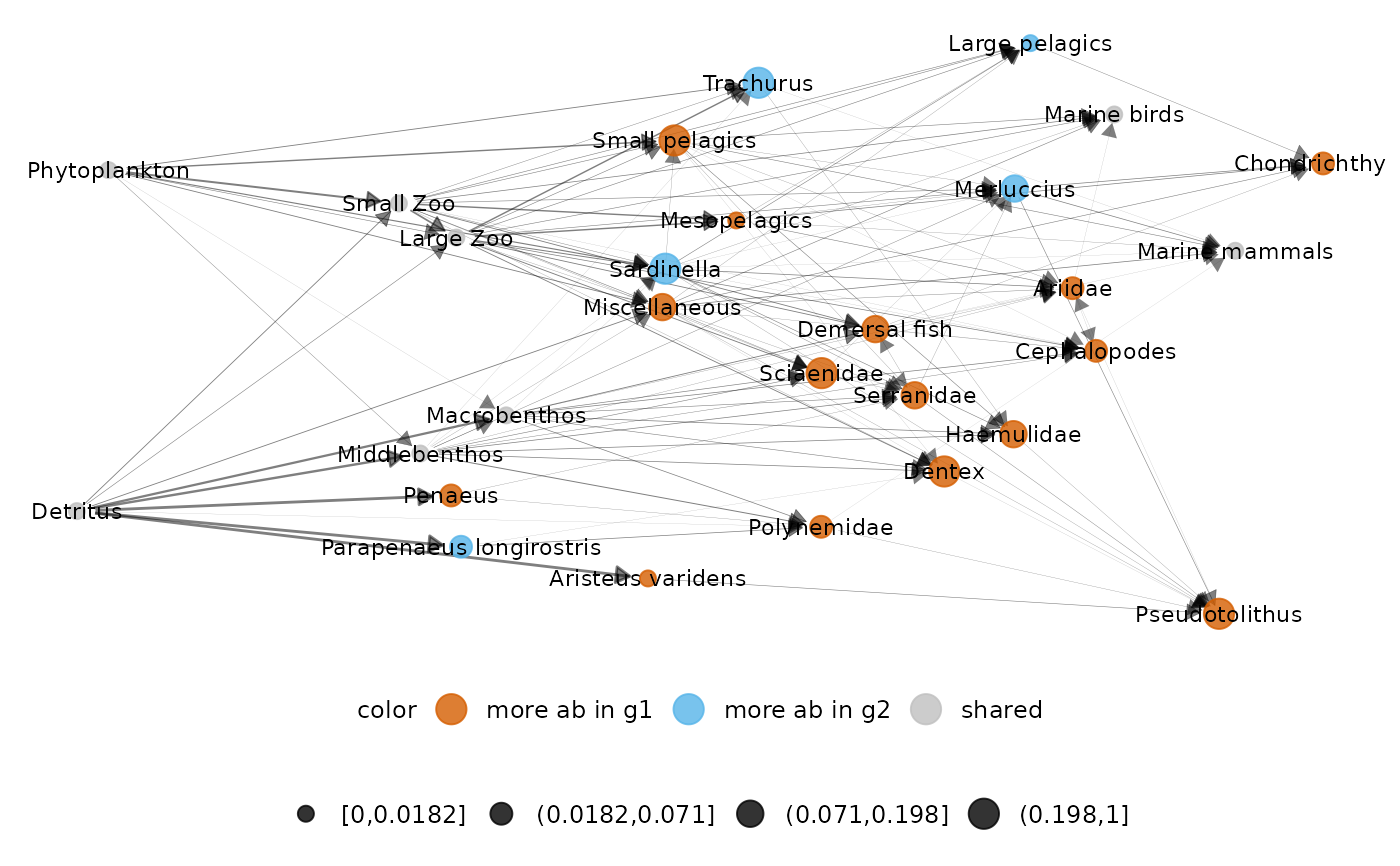 Large pelagics
Trachurus
Marine birds
Small pelagics
Chondrichthy
Phytoplankton
Merluccius
Small Zoo
Mesopelagics
Large Zoo
Marine mammals
Sardinella
Ariidae
Miscellaneous
Demersal fish
Cephalopodes
Sciaenidae
Serranidae
Macrobenthos
Haemulidae
Middlebenthos
Dentex
Penaeus
Detritus
Polynemidae
Parapenaeus longirostris
Aristeus varidens
Pseudotolithus
color more ab in g1 more ab in g2 shared
[0,0.0182] (0.0182,0.071] (0.071,0.198] (0.198,1]